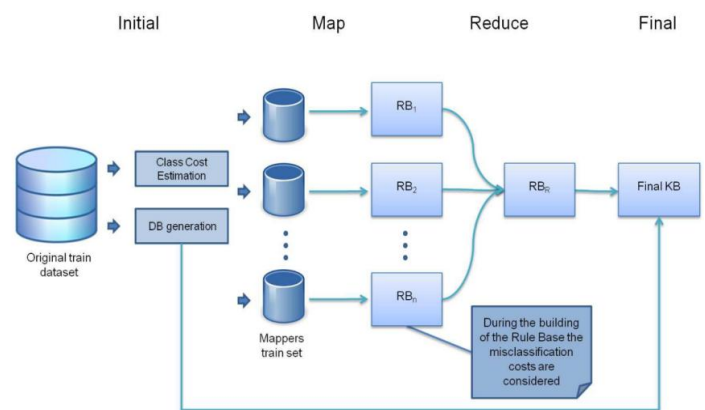 Initial
Map
Reduce
Final
Original train
dataset
Class Cost
Estimation
DB generation
Mappers
train set
RB₁
RB₂
RBₙ
RB_R
Final KB
During the building
of the Rule Base the
misclassification
costs are
considered